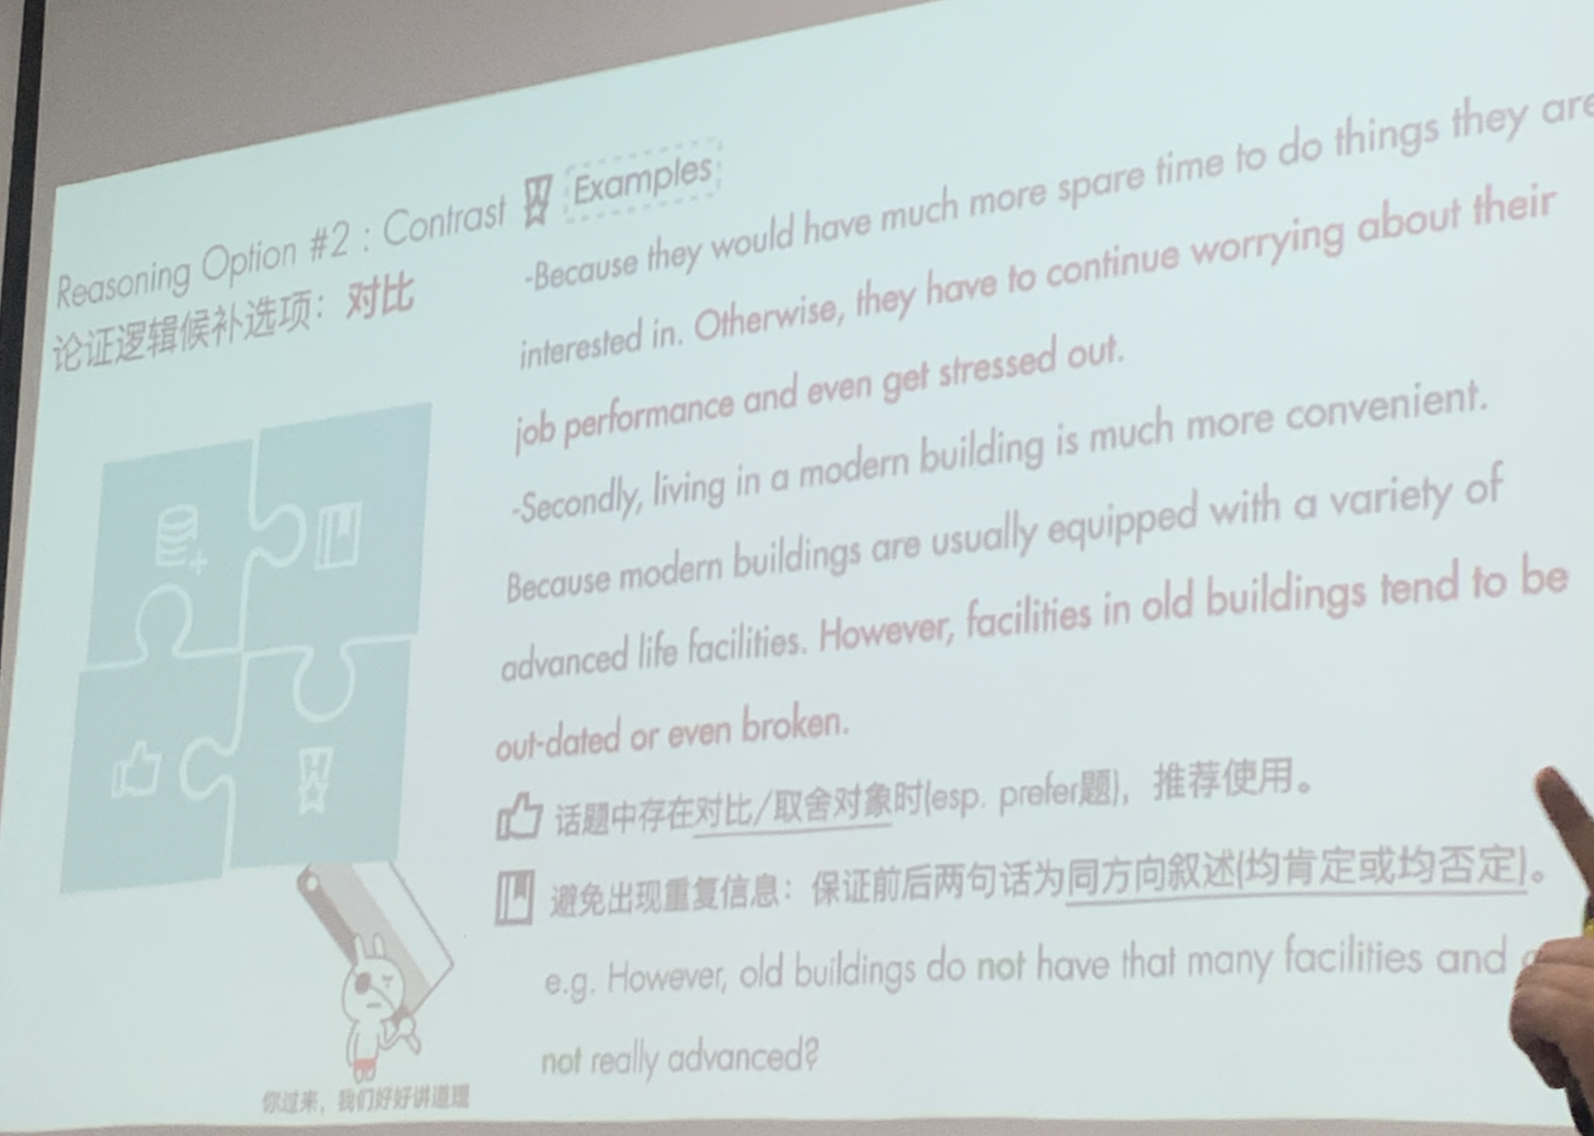 Reasoning Option #2 : Contrast
Examples
论证逻辑候补选项：对比
-Because they would have much more spare time to do things they are
interested in. Otherwise, they have to continue worrying about their
job performance and even get stressed out.
-Secondly, living in a modern building is much more convenient.
Because modern buildings are usually equipped with a variety of
advanced life facilities. However, facilities in old buildings tend to be
out-dated or even broken.
话题中存在对比/取舍对象时(esp. prefer题)，推荐使用。
避免出现重复信息：保证前后两句话为同方向叙述(均肯定或均否定)。
e.g. However, old buildings do not have that many facilities and
not really advanced?
你过来，我们好好讲道理